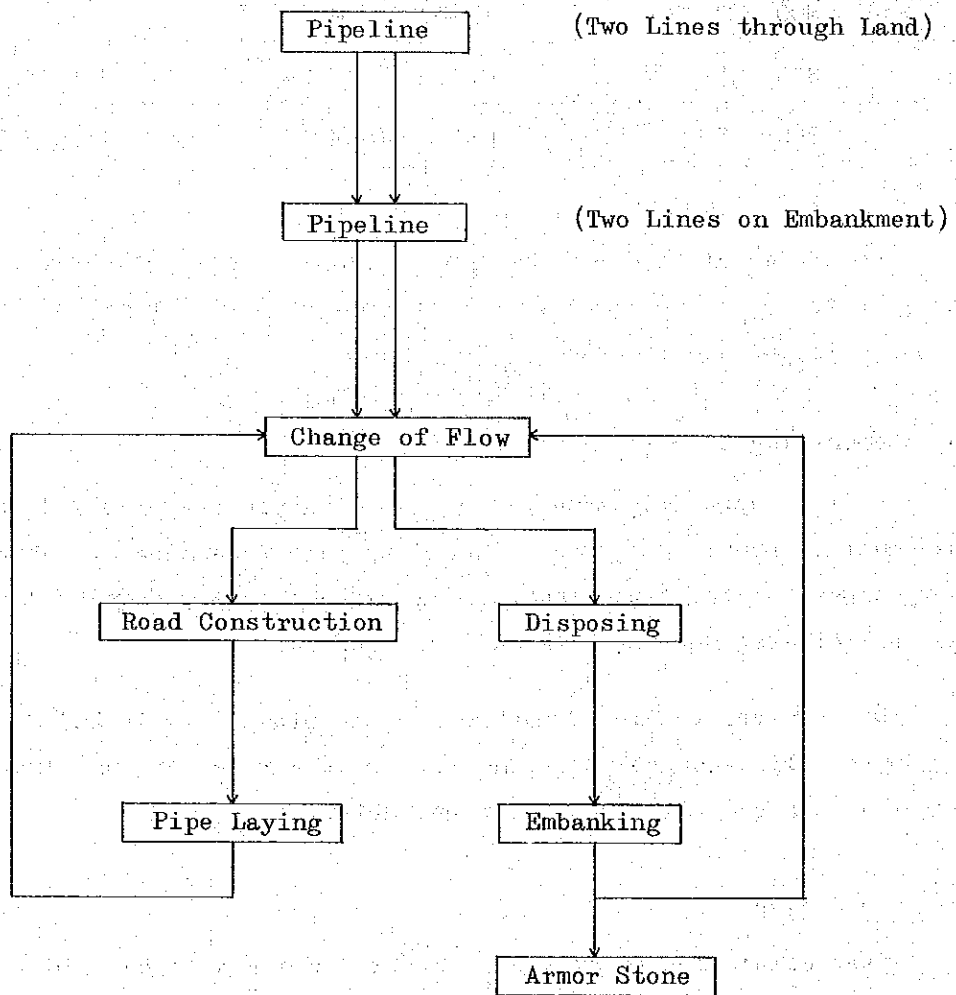 Pipeline (Two Lines through Land)
Pipeline (Two Lines on Embankment)
Change of Flow
Road Construction Disposing
Pipe Laying Embanking
Armor Stone